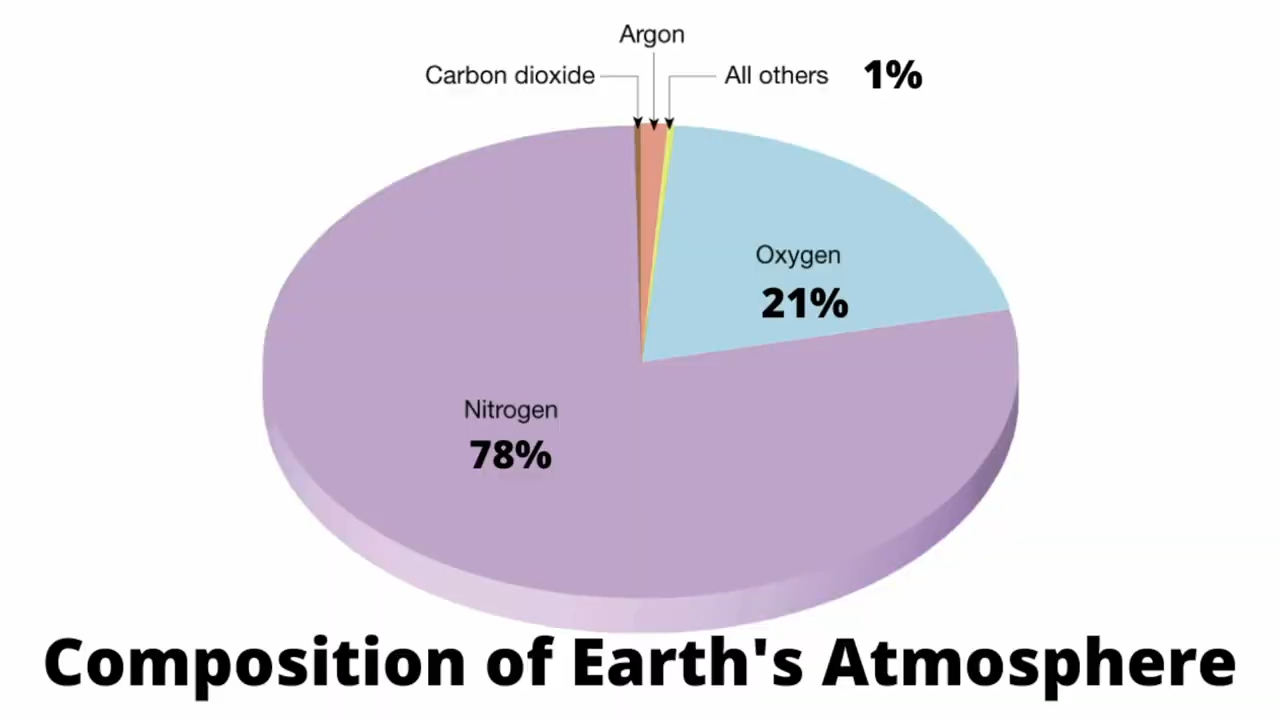 Argon
Carbon dioxide
All others 1%
Oxygen
21%
Nitrogen
78%
Composition of Earth's Atmosphere